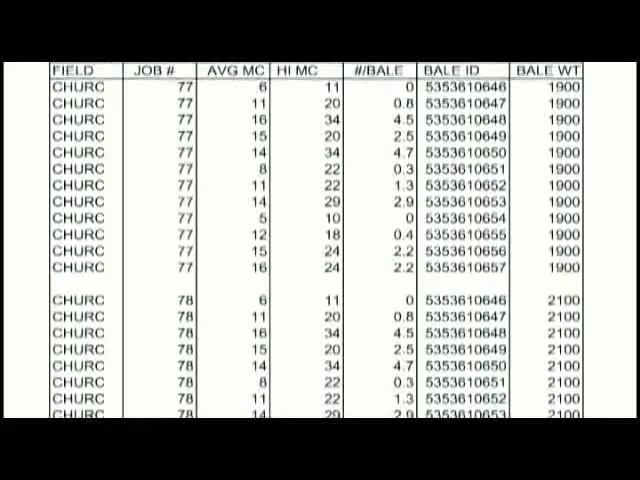 FIELD JOB # AVG MC HI MC #/BALE BALE ID BALE WT
CHURC 77 6 11 0 5353610646 1900
CHURC 77 11 20 0.8 5353610647 1900
CHURC 77 16 34 4.5 5353610648 1900
CHURC 77 15 20 2.5 5353610649 1900
CHURC 77 14 34 4.7 5353610650 1900
CHURC 77 8 22 0.3 5353610651 1900
CHURC 77 11 22 1.3 5353610652 1900
CHURC 77 14 29 2.9 5353610653 1900
CHURC 77 5 10 0 5353610654 1900
CHURC 77 12 18 0.4 5353610655 1900
CHURC 77 15 24 2.2 5353610656 1900
CHURC 77 16 24 2.2 5353610657 1900
CHURC 78 6 11 0 5353610646 2100
CHURC 78 11 20 0.8 5353610647 2100
CHURC 78 16 34 4.5 5353610648 2100
CHURC 78 15 20 2.5 5353610649 2100
CHURC 78 14 34 4.7 5353610650 2100
CHURC 78 8 22 0.3 5353610651 2100
CHURC 78 11 22 1.3 5353610652 2100
CHURC 78 14 29 2.9 5353610653 2100